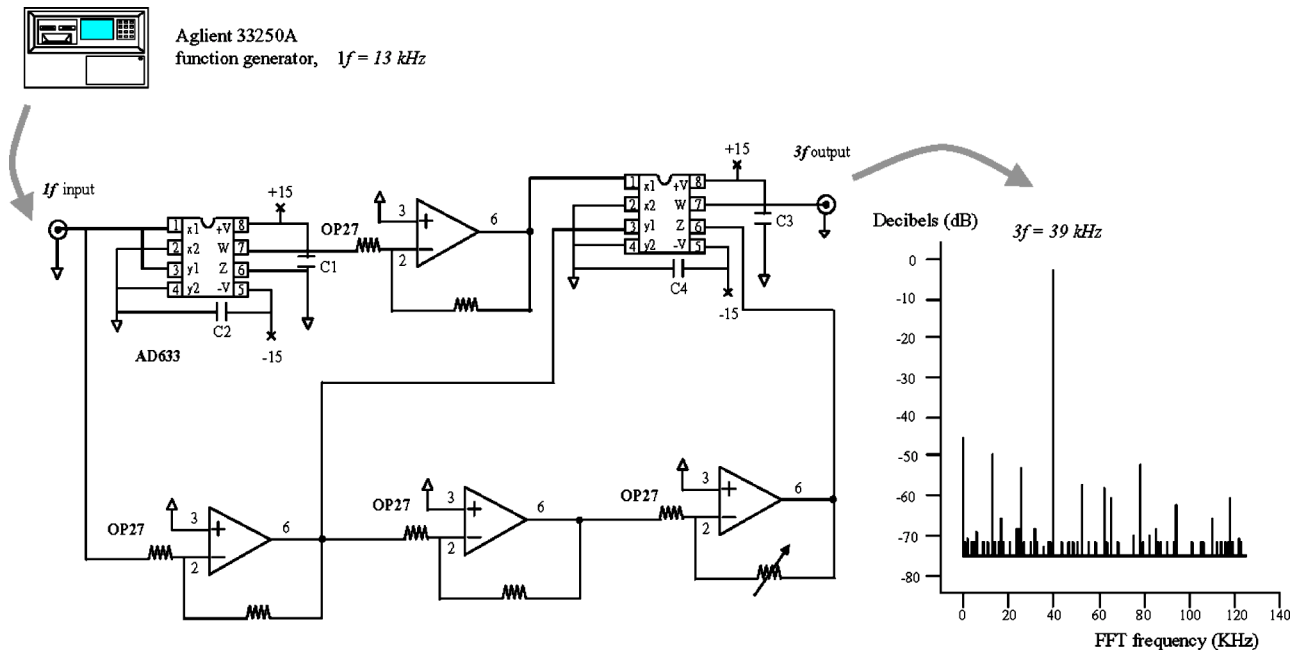 Aglient 33250A
function generator, 1f = 13 kHz
1f input
+15
1 x1 +V 8
2 x2 W 7
3 y1 Z 6
4 y2 -V 5
C1
C2
-15
AD633
OP27
3
2
6
+15
3f output
1 x1 +V 8
2 x2 W 7
3 y1 Z 6
4 y2 -V 5
C3
C4
-15
OP27
3
2
6
OP27
3
2
6
OP27
3
2
6
Decibels (dB)
3f = 39 kHz
0
-10
-20
-30
-40
-50
-60
-70
-80
0 20 40 60 80 100 120 140
FFT frequency (KHz)